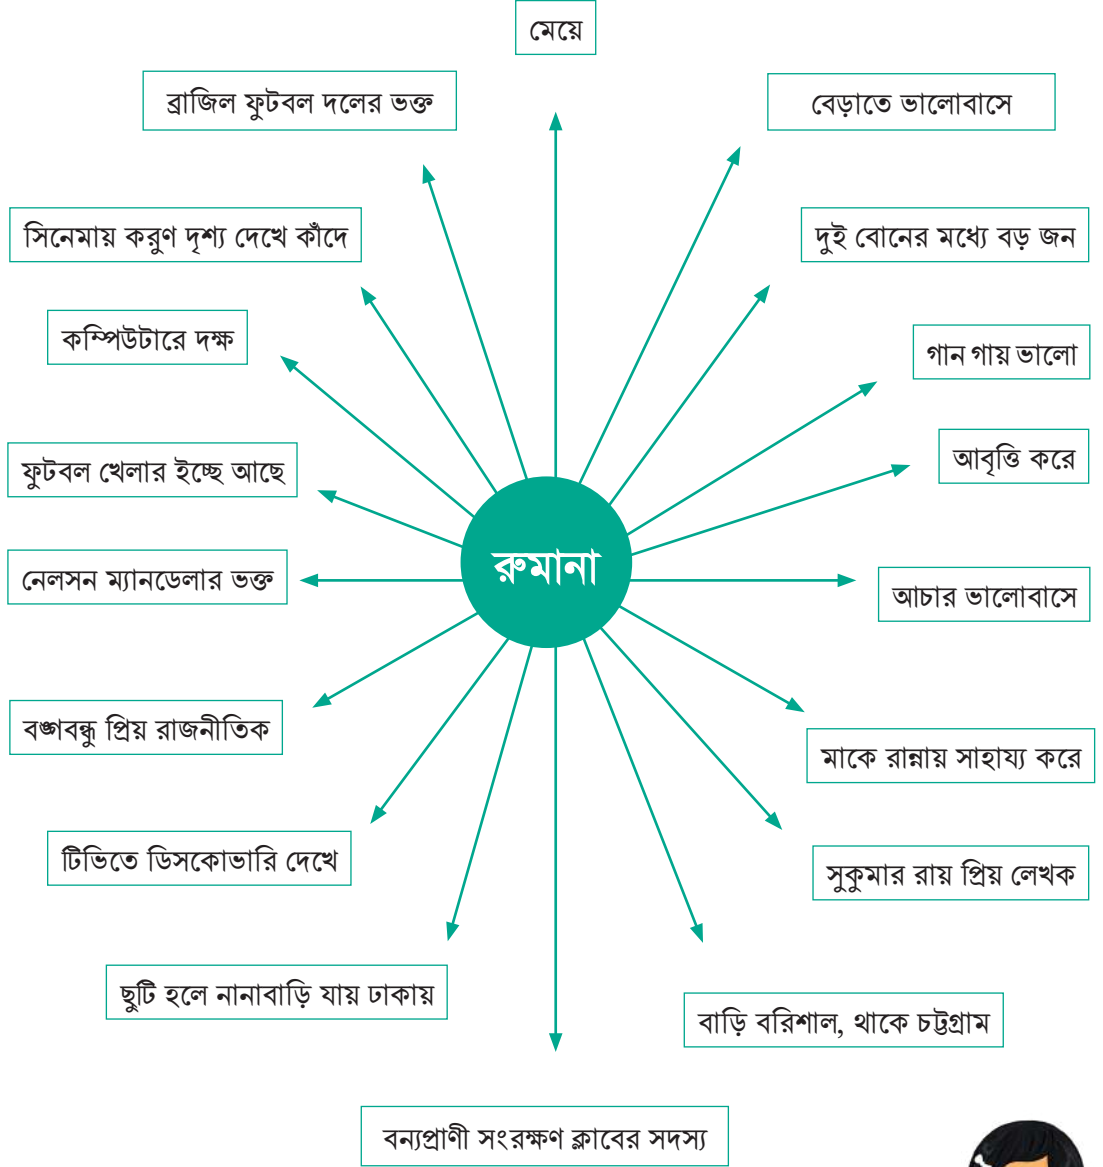 মেয়ে
ব্রাজিল ফুটবল দলের ভক্ত
বেড়াতে ভালোবাসে
সিনেমায় করুণ দৃশ্য দেখে কাঁদে
দুই বোনের মধ্যে বড় জন
কম্পিউটারে দক্ষ
গান গায় ভালো
ফুটবল খেলার ইচ্ছে আছে
আবৃত্তি করে
রুমানা
নেলসন ম্যানডেলার ভক্ত
আচার ভালোবাসে
বঙ্গবন্ধু প্রিয় রাজনীতিক
মাকে রান্নায় সাহায্য করে
টিভিতে ডিসকোভারি দেখে
সুকুমার রায় প্রিয় লেখক
ছুটি হলে নানাবাড়ি যায় ঢাকায়
বাড়ি বরিশাল, থাকে চট্টগ্রাম
বন্যপ্রাণী সংরক্ষণ ক্লাবের সদস্য